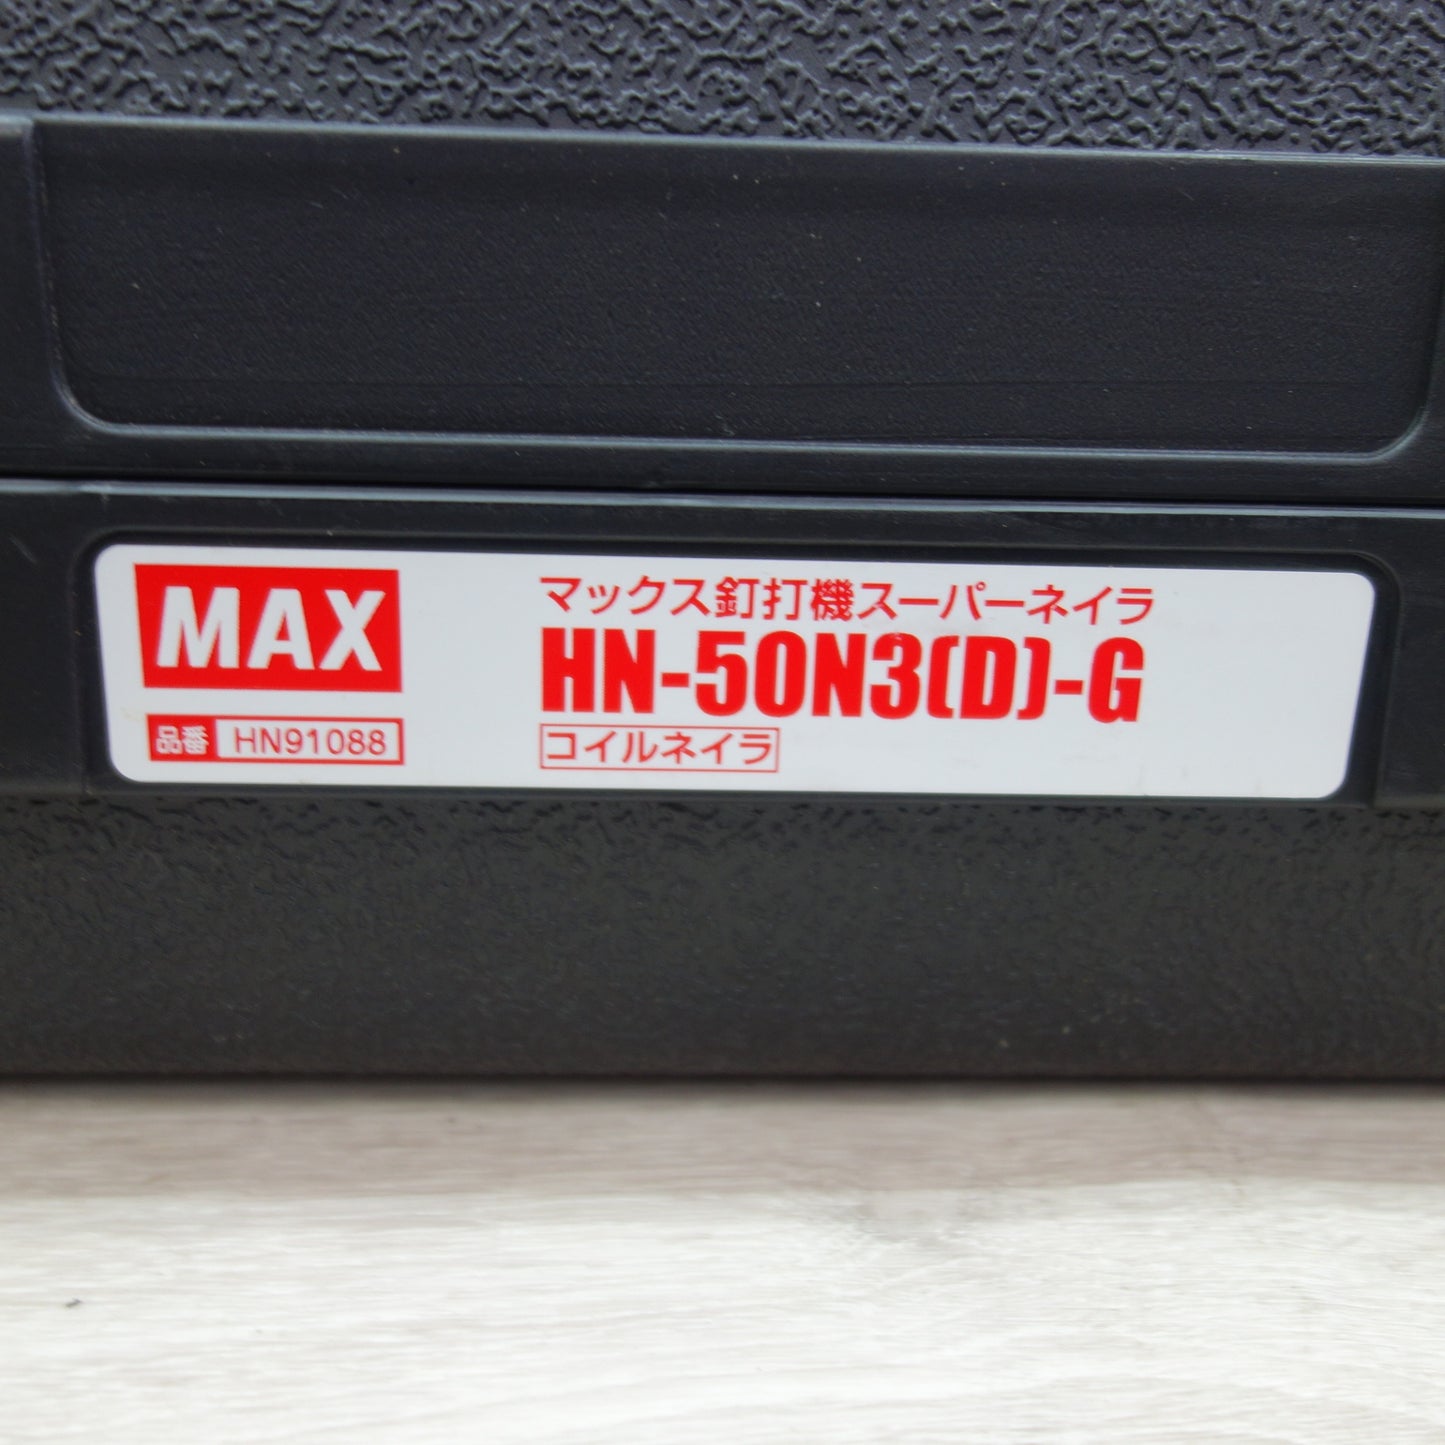 MAX
品番 HN91088
マックス釘打機スーパーネイラ
HN-50N3(D)-G
コイルネイラ